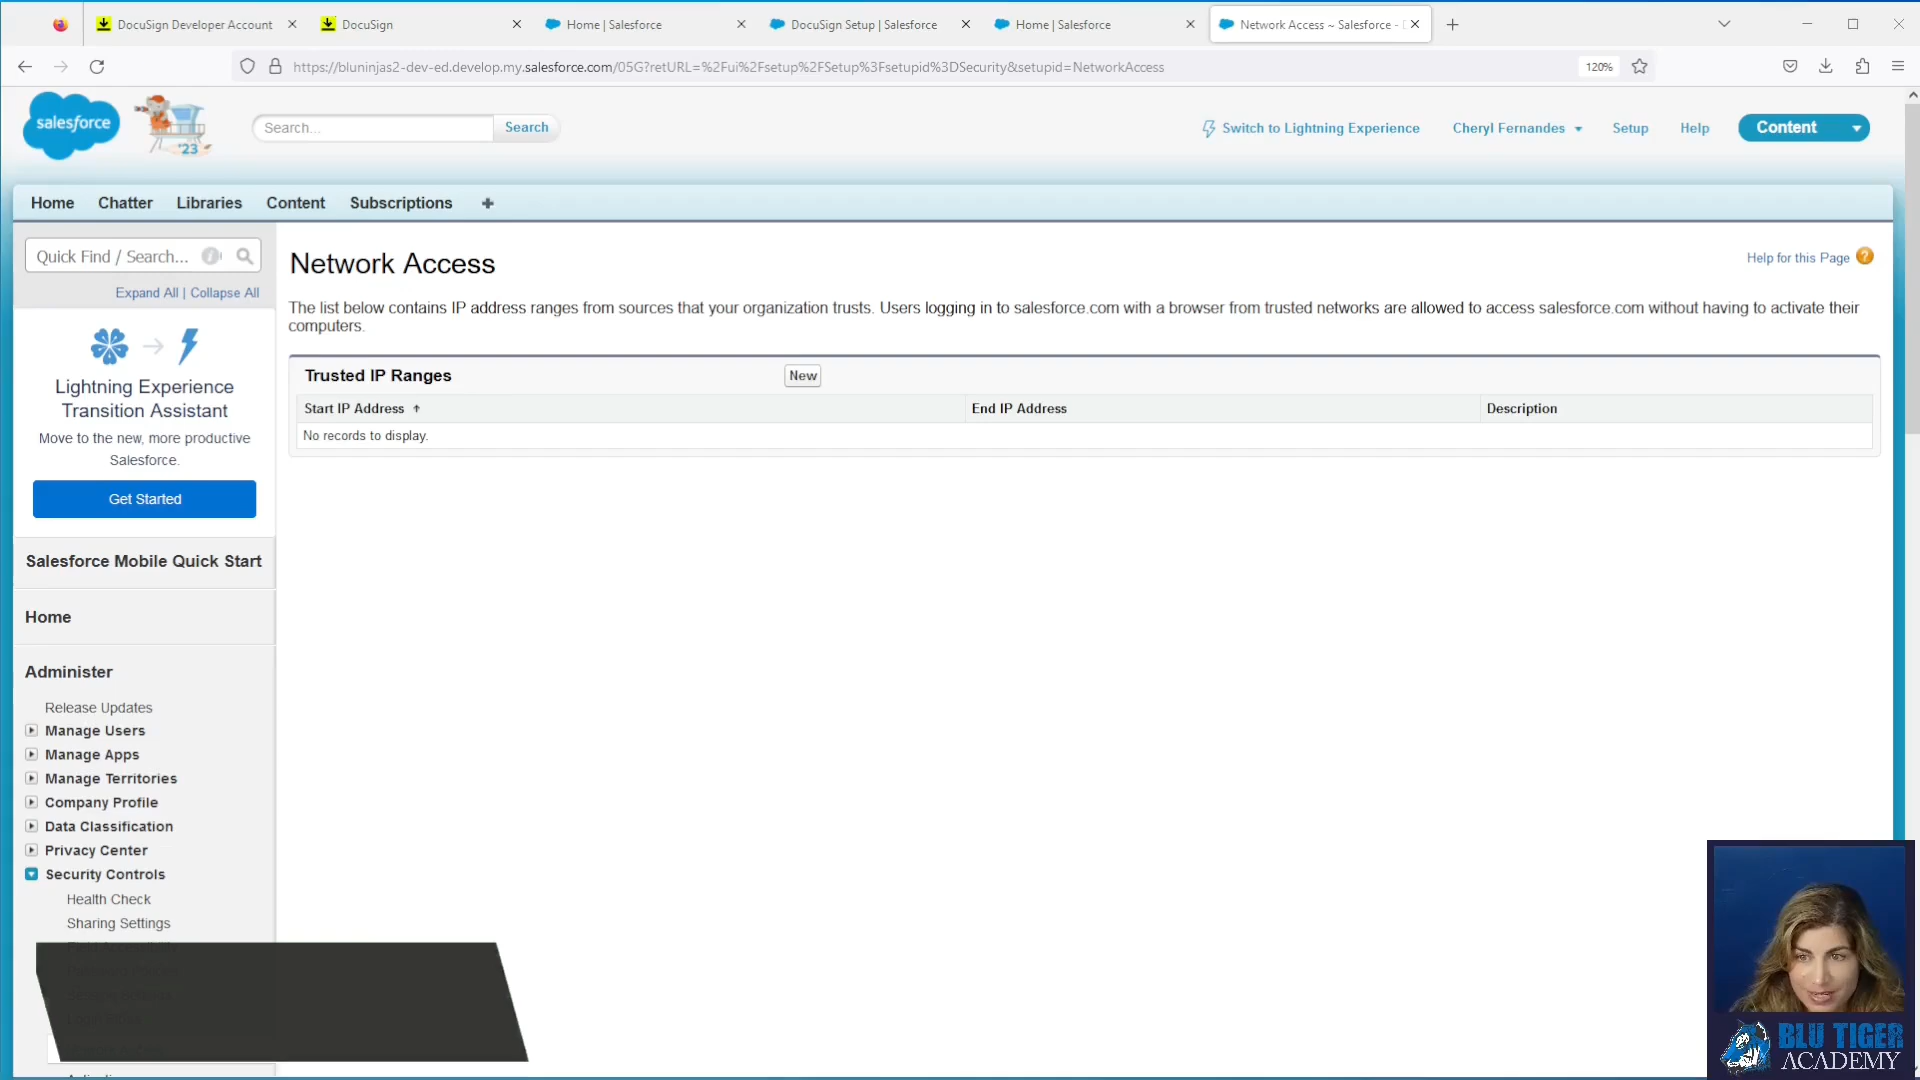 DocuSign Developer Account
DocuSign
Home | Salesforce
DocuSign Setup | Salesforce
Home | Salesforce
Network Access ~ Salesforce -
https://bluninjas2-dev-ed.develop.my.salesforce.com/05G?retURL=%2Fui%2Fsetup%2FSetup%3Fsetupid%3DSecurity&setupid=NetworkAccess
120%
salesforce
'23
Search...
Search
Switch to Lightning Experience
Cheryl Fernandes
Setup
Help
Content
Home
Chatter
Libraries
Content
Subscriptions
+
Quick Find / Search...
Expand All | Collapse All
Lightning Experience
Transition Assistant
Move to the new, more productive
Salesforce.
Get Started
Salesforce Mobile Quick Start
Home
Administer
Release Updates
Manage Users
Manage Apps
Manage Territories
Company Profile
Data Classification
Privacy Center
Security Controls
Health Check
Sharing Settings
Network Access
Help for this Page
The list below contains IP address ranges from sources that your organization trusts. Users logging in to salesforce.com with a browser from trusted networks are allowed to access salesforce.com without having to activate their
computers.
Trusted IP Ranges
New
Start IP Address
End IP Address
Description
No records to display.
BLU TIGER
ACADEMY